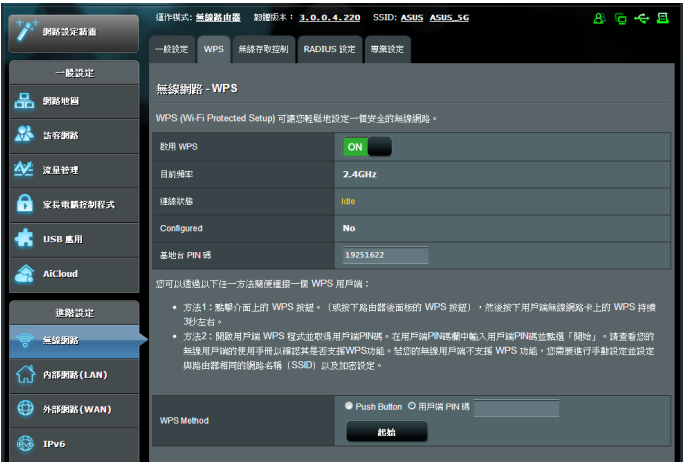 運作模式: 無線路由器 韌體版本: 3.0.0.4.220 SSID: ASUS ASUS_5G
網路設定精靈
一般設定 WPS 無線存取控制 RADIUS 設定 專業設定
一般設定
網路地圖
訪客網路
流量管理
家長電腦控制程式
USB 應用
AiCloud
進階設定
無線網路
內部網路(LAN)
外部網路(WAN)
IPv6
無線網路 - WPS
WPS (Wi-Fi Protected Setup) 可讓您輕鬆地設定一個安全的無線網路。
啟用 WPS ON
目前頻率 2.4GHz
連線狀態 Idle
Configured No
基地台 PIN 碼 19251622
您可以透過以下任一方法簡便連接一個 WPS 用戶端：
• 方法1：點擊介面上的 WPS 按鈕。（或按下路由器後面板的 WPS 按鈕），然後按下用戶端無線網路卡上的 WPS 持續
3秒左右。
• 方法2：開啟用戶端 WPS 程式並取得用戶端PIN碼。在用戶端PIN碼欄中輸入用戶端PIN碼並點選「開始」。請查看您的
無線用戶端的使用手冊以確認其是否支援WPS功能。若您的無線用戶端不支援 WPS 功能，您需要進行手動設定並設定
與路由器相同的網路名稱（SSID）以及加密設定。
WPS Method Push Button 用戶端 PIN 碼
起始